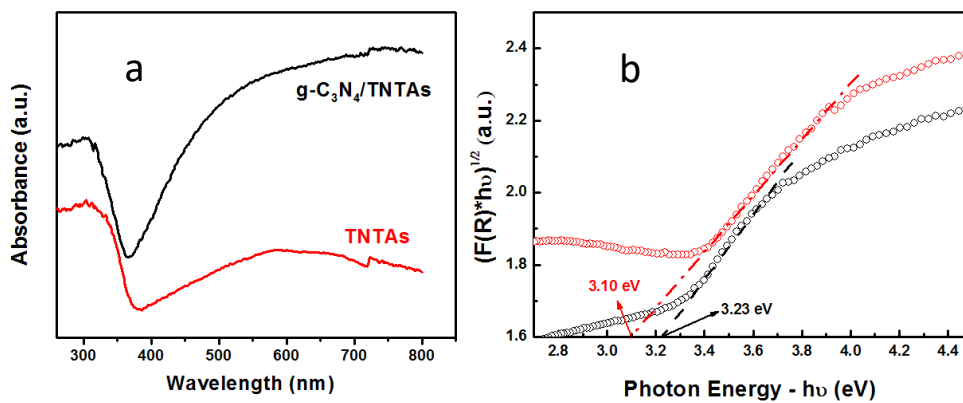 a
g-C₃N₄/TNTAs
TNTAs
Absorbance (a.u.)
300 400 500 600 700 800
Wavelength (nm)
b
2.4
2.2
2.0
1.8
1.6
(F(R)*hυ)^1/2 (a.u.)
3.10 eV
3.23 eV
2.8 3.0 3.2 3.4 3.6 3.8 4.0 4.2 4.4
Photon Energy - hυ (eV)